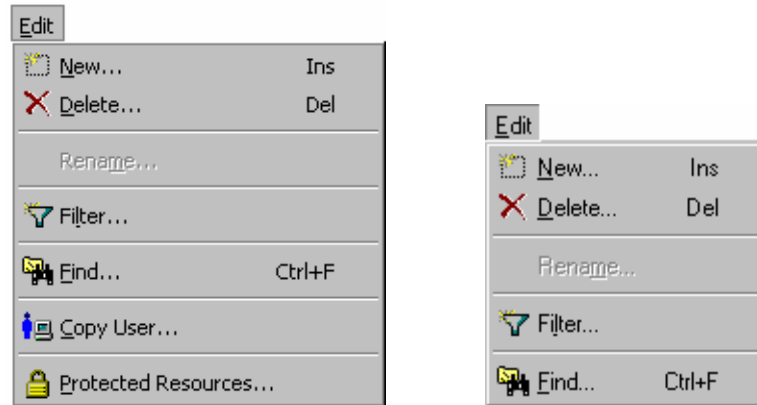 Edit
New... Ins
Delete... Del
Rename...
Filter...
Find... Ctrl+F
Copy User...
Protected Resources...
Edit
New... Ins
Delete... Del
Rename...
Filter...
Find... Ctrl+F